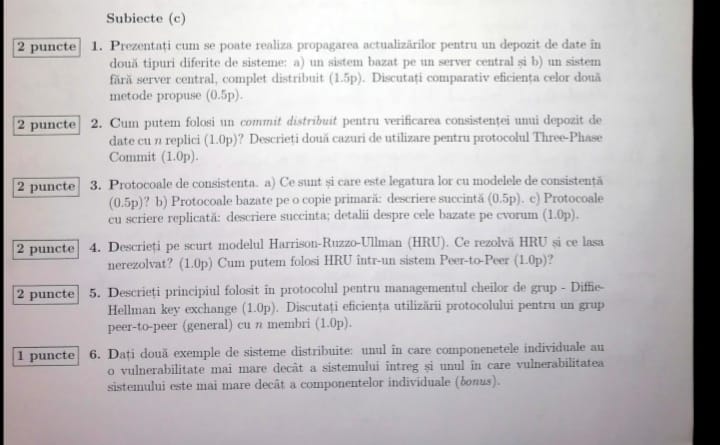 Subiecte (c)
2 puncte 1. Prezentați cum se poate realiza propagarea actualizărilor pentru un depozit de date în
două tipuri diferite de sisteme: a) un sistem bazat pe un server central și b) un sistem
fără server central, complet distribuit (1.5p). Discutați comparativ eficiența celor două
metode propuse (0.5p).
2 puncte 2. Cum putem folosi un commit distribuit pentru verificarea consistenței unui depozit de
date cu n replici (1.0p)? Descrieți două cazuri de utilizare pentru protocolul Three-Phase
Commit (1.0p).
2 puncte 3. Protocoale de consistenta. a) Ce sunt și care este legatura lor cu modelele de consistență
(0.5p)? b) Protocoale bazate pe o copie primară: descriere succintă (0.5p). c) Protocoale
cu scriere replicată: descriere succinta; detalii despre cele bazate pe cvorum (1.0p).
2 puncte 4. Descrieți pe scurt modelul Harrison-Ruzzo-Ullman (HRU). Ce rezolvă HRU și ce lasa
nerezolvat? (1.0p) Cum putem folosi HRU într-un sistem Peer-to-Peer (1.0p)?
2 puncte 5. Descrieți principiul folosit în protocolul pentru managementul cheilor de grup - Diffie-
Hellman key exchange (1.0p). Discutați eficiența utilizării protocolului pentru un grup
peer-to-peer (general) cu n membri (1.0p).
1 puncte 6. Dați două exemple de sisteme distribuite: unul în care componenetele individuale au
o vulnerabilitate mai mare decât a sistemului întreg și unul în care vulnerabilitatea
sistemului este mai mare decât a componentelor individuale (bonus).